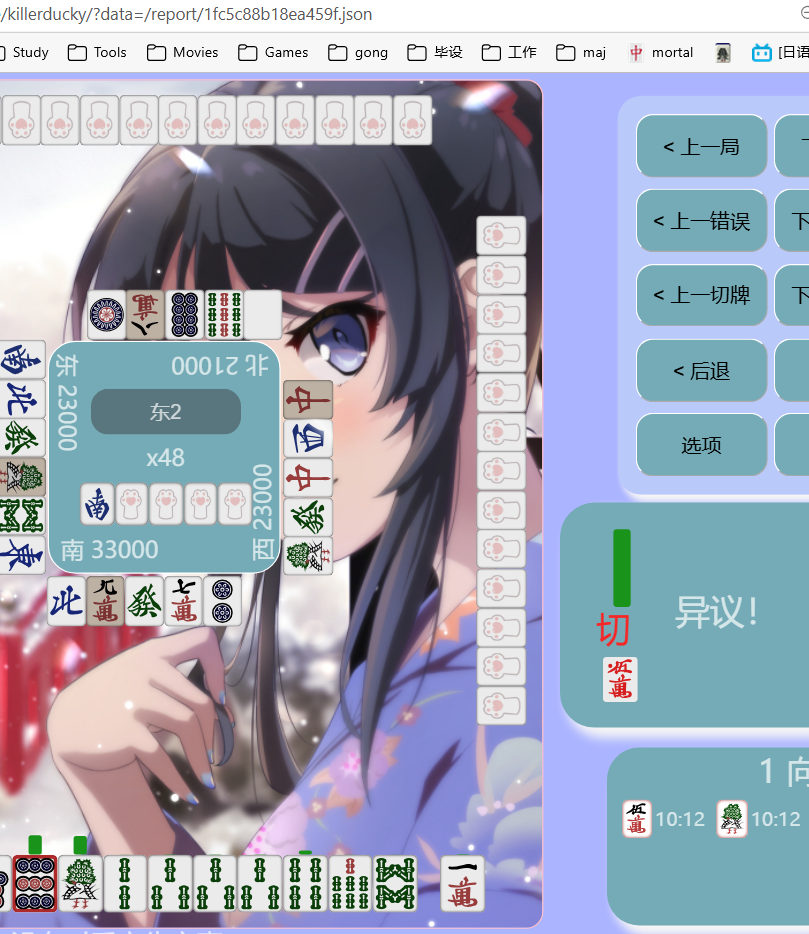 /killerducky/?data=/report/1fc5c88b18ea459f.json
Study Tools Movies Games gong 毕设 工作 maj mortal [日语
< 上一局
< 上一错误
< 上一切牌
< 后退
选项
东 23000
北 21000
东2
x48
西 23000
南 33000
异议!
切
1 向
10:12 10:12